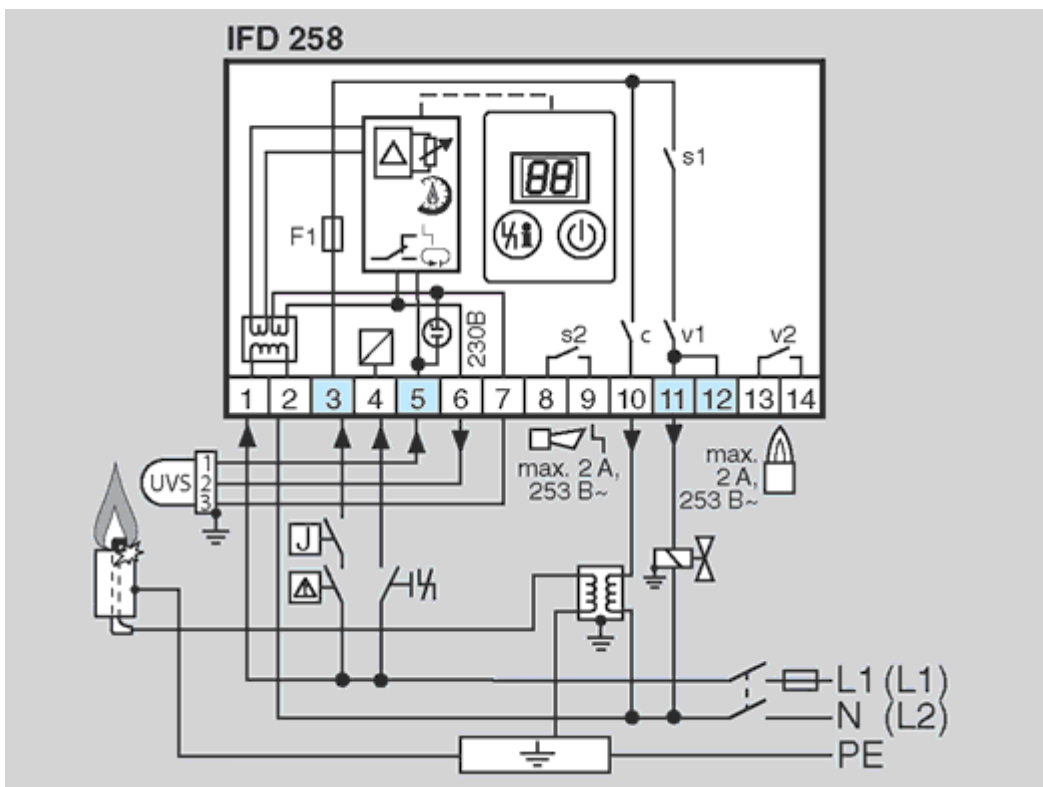 IFD 258
s1
88
F1
230В
s2
c
v1
v2
1 2 3 4 5 6 7 8 9 10 11 12 13 14
max. 2 A,
253 В~
max.
2 A,
253 В~
UVS
1
2
3
J
L1 (L1)
N (L2)
PE